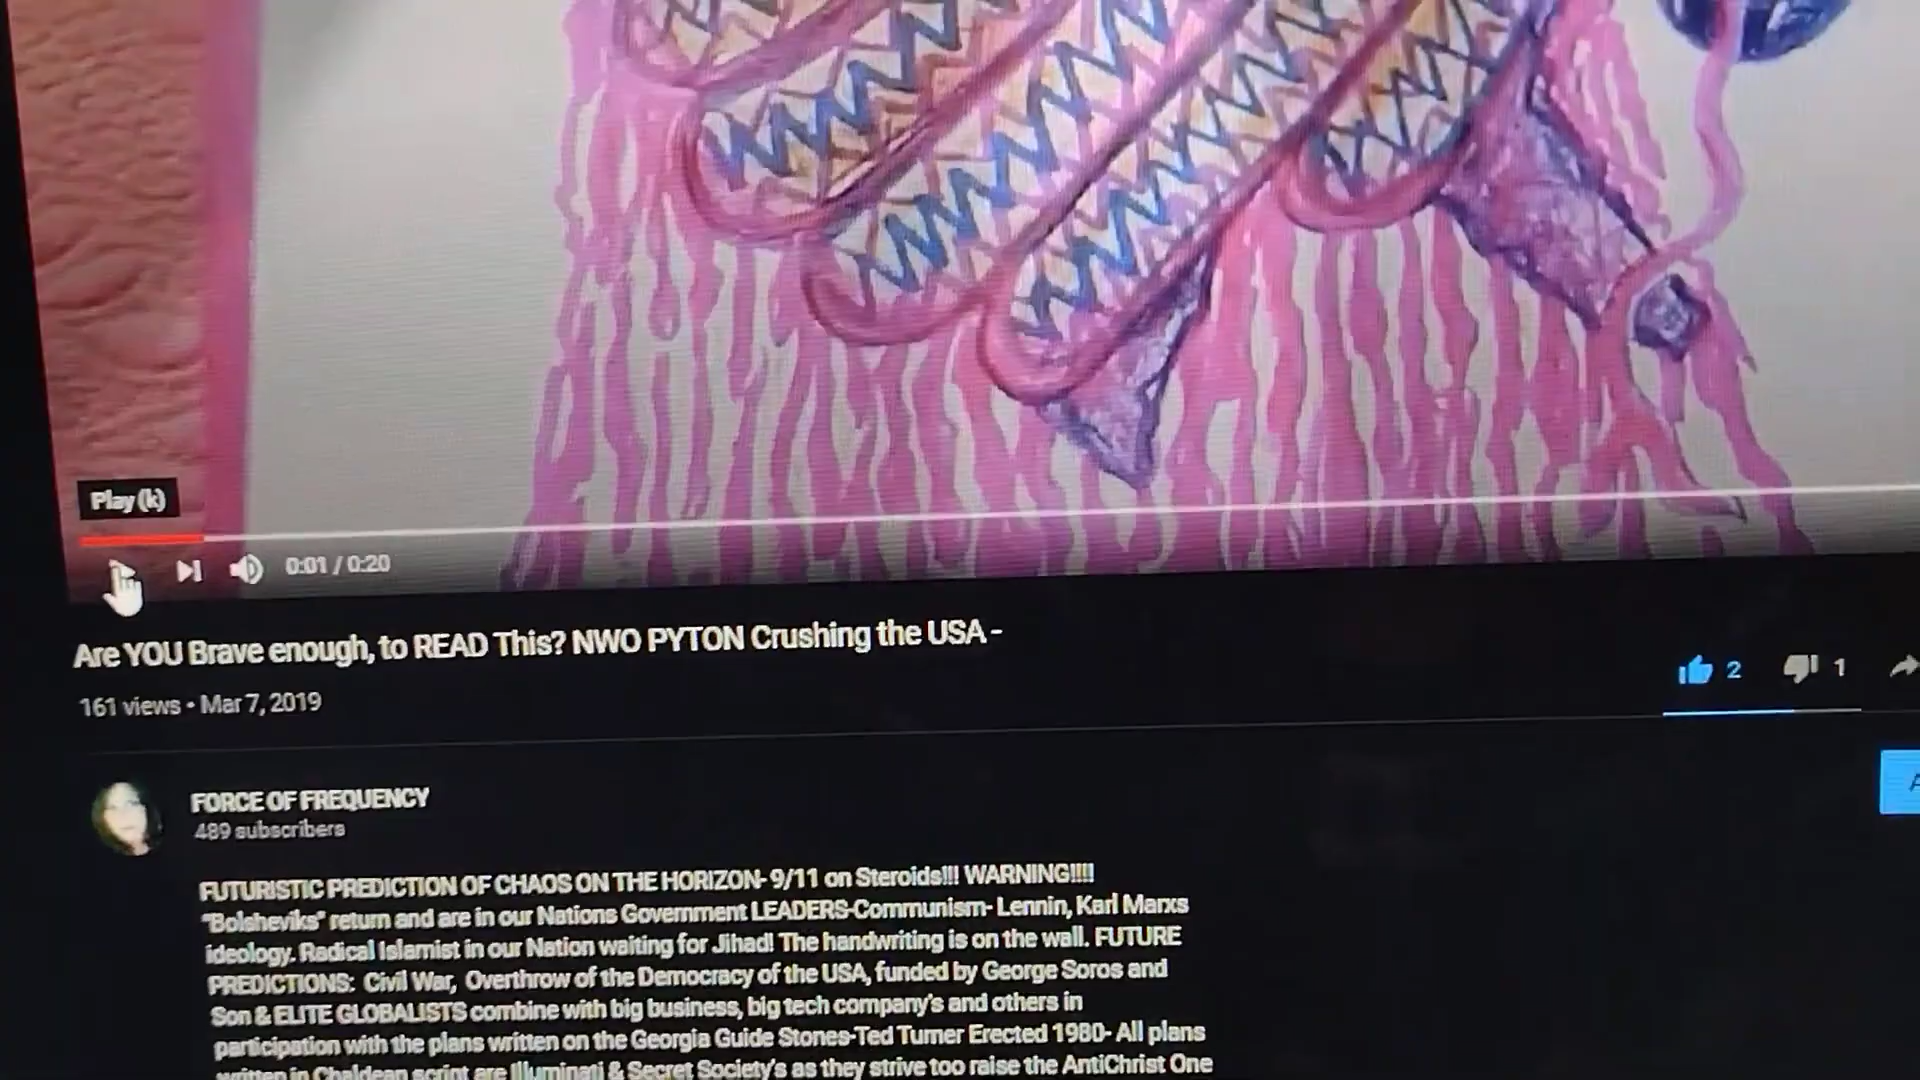 Play (k)
0:01 / 0:20
Are YOU Brave enough, to READ This? NWO PYTON Crushing the USA -
161 views • Mar 7, 2019
2
1
FORCE OF FREQUENCY
489 subscribers
FUTURISTIC PREDICTION OF CHAOS ON THE HORIZON- 9/11 on Steroids!!! WARNING!!!!
"Bolsheviks" return and are in our Nations Government LEADERS-Communism- Lennin, Karl Marxs
ideology. Radical Islamist in our Nation waiting for Jihad! The handwriting is on the wall. FUTURE
PREDICTIONS: Civil War, Overthrow of the Democracy of the USA, funded by George Soros and
Son & ELITE GLOBALISTS combine with big business, big tech company's and others in
participation with the plans written on the Georgia Guide Stones-Ted Turner Erected 1980- All plans
written in Chaldean script are Illuminati & Secret Society's as they strive too raise the AntiChrist One